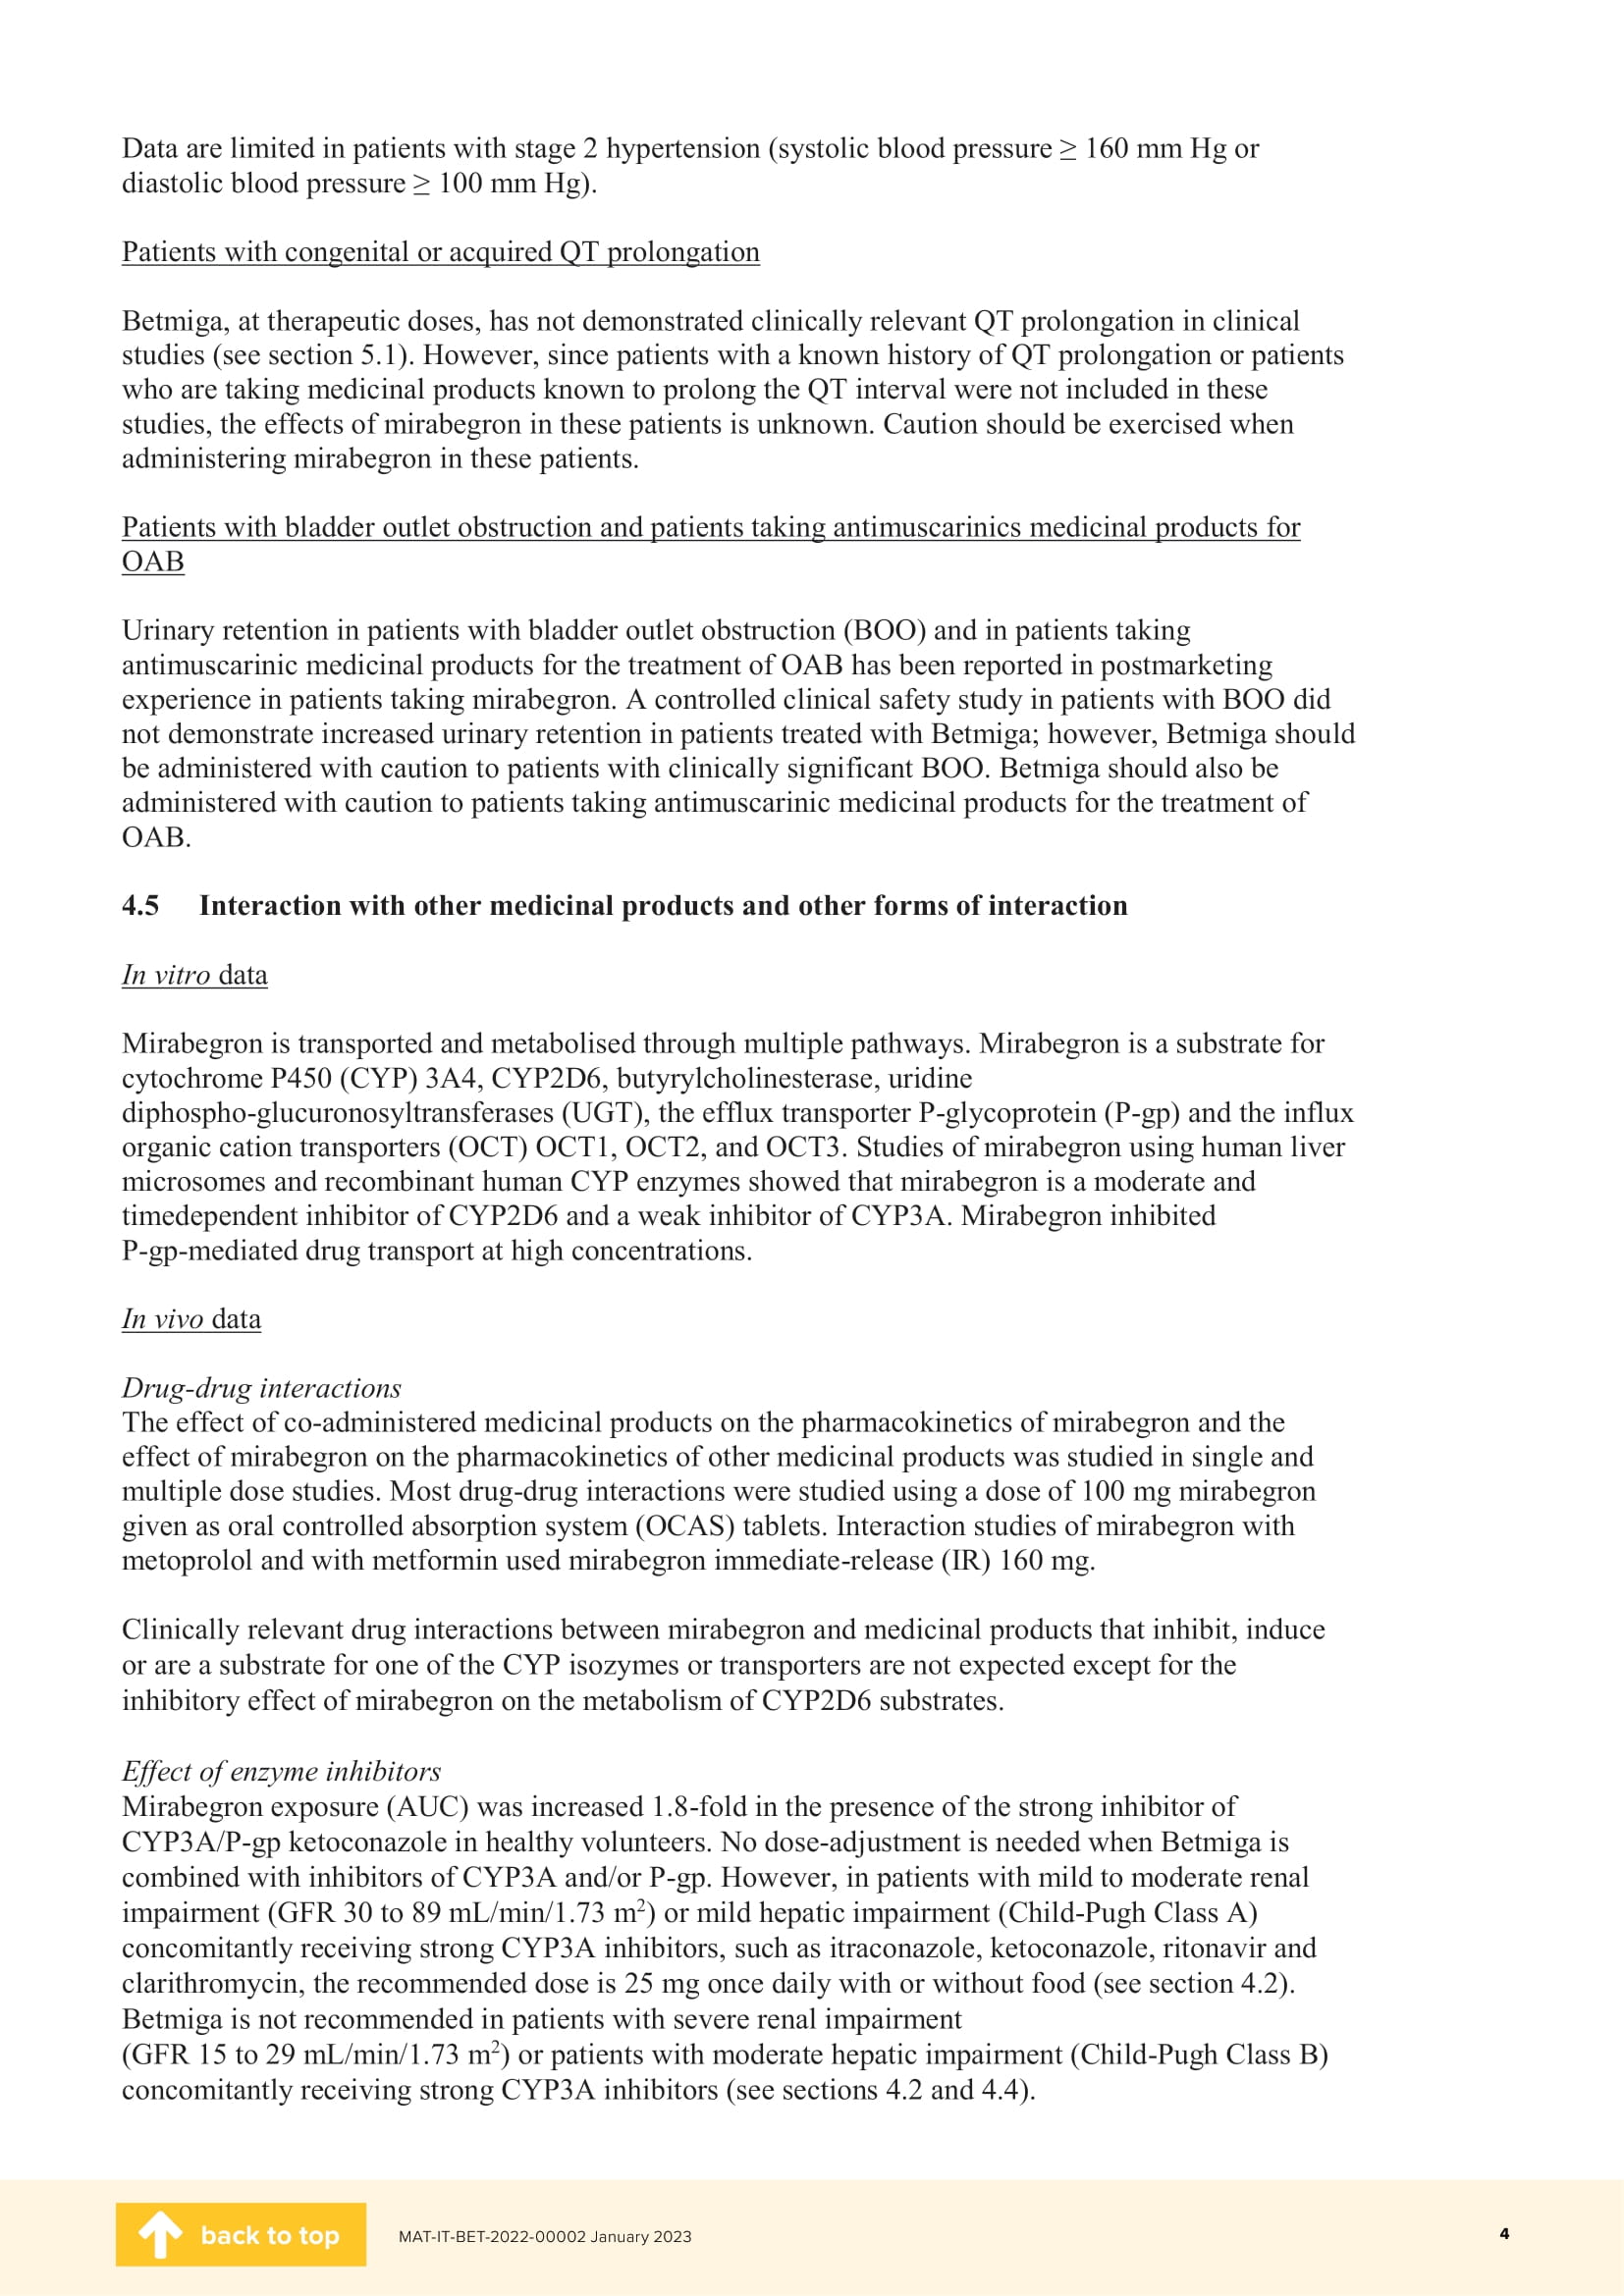 Data are limited in patients with stage 2 hypertension (systolic blood pressure ≥ 160 mm Hg or
diastolic blood pressure ≥ 100 mm Hg).
Patients with congenital or acquired QT prolongation
Betmiga, at therapeutic doses, has not demonstrated clinically relevant QT prolongation in clinical
studies (see section 5.1). However, since patients with a known history of QT prolongation or patients
who are taking medicinal products known to prolong the QT interval were not included in these
studies, the effects of mirabegron in these patients is unknown. Caution should be exercised when
administering mirabegron in these patients.
Patients with bladder outlet obstruction and patients taking antimuscarinics medicinal products for
OAB
Urinary retention in patients with bladder outlet obstruction (BOO) and in patients taking
antimuscarinic medicinal products for the treatment of OAB has been reported in postmarketing
experience in patients taking mirabegron. A controlled clinical safety study in patients with BOO did
not demonstrate increased urinary retention in patients treated with Betmiga; however, Betmiga should
be administered with caution to patients with clinically significant BOO. Betmiga should also be
administered with caution to patients taking antimuscarinic medicinal products for the treatment of
OAB.
4.5 Interaction with other medicinal products and other forms of interaction
In vitro data
Mirabegron is transported and metabolised through multiple pathways. Mirabegron is a substrate for
cytochrome P450 (CYP) 3A4, CYP2D6, butyrylcholinesterase, uridine
diphospho-glucuronosyltransferases (UGT), the efflux transporter P-glycoprotein (P-gp) and the influx
organic cation transporters (OCT) OCT1, OCT2, and OCT3. Studies of mirabegron using human liver
microsomes and recombinant human CYP enzymes showed that mirabegron is a moderate and
timedependent inhibitor of CYP2D6 and a weak inhibitor of CYP3A. Mirabegron inhibited
P-gp-mediated drug transport at high concentrations.
In vivo data
Drug-drug interactions
The effect of co-administered medicinal products on the pharmacokinetics of mirabegron and the
effect of mirabegron on the pharmacokinetics of other medicinal products was studied in single and
multiple dose studies. Most drug-drug interactions were studied using a dose of 100 mg mirabegron
given as oral controlled absorption system (OCAS) tablets. Interaction studies of mirabegron with
metoprolol and with metformin used mirabegron immediate-release (IR) 160 mg.
Clinically relevant drug interactions between mirabegron and medicinal products that inhibit, induce
or are a substrate for one of the CYP isozymes or transporters are not expected except for the
inhibitory effect of mirabegron on the metabolism of CYP2D6 substrates.
Effect of enzyme inhibitors
Mirabegron exposure (AUC) was increased 1.8-fold in the presence of the strong inhibitor of
CYP3A/P-gp ketoconazole in healthy volunteers. No dose-adjustment is needed when Betmiga is
combined with inhibitors of CYP3A and/or P-gp. However, in patients with mild to moderate renal
impairment (GFR 30 to 89 mL/min/1.73 m²) or mild hepatic impairment (Child-Pugh Class A)
concomitantly receiving strong CYP3A inhibitors, such as itraconazole, ketoconazole, ritonavir and
clarithromycin, the recommended dose is 25 mg once daily with or without food (see section 4.2).
Betmiga is not recommended in patients with severe renal impairment
(GFR 15 to 29 mL/min/1.73 m²) or patients with moderate hepatic impairment (Child-Pugh Class B)
concomitantly receiving strong CYP3A inhibitors (see sections 4.2 and 4.4).
back to top
MAT-IT-BET-2022-00002 January 2023
4